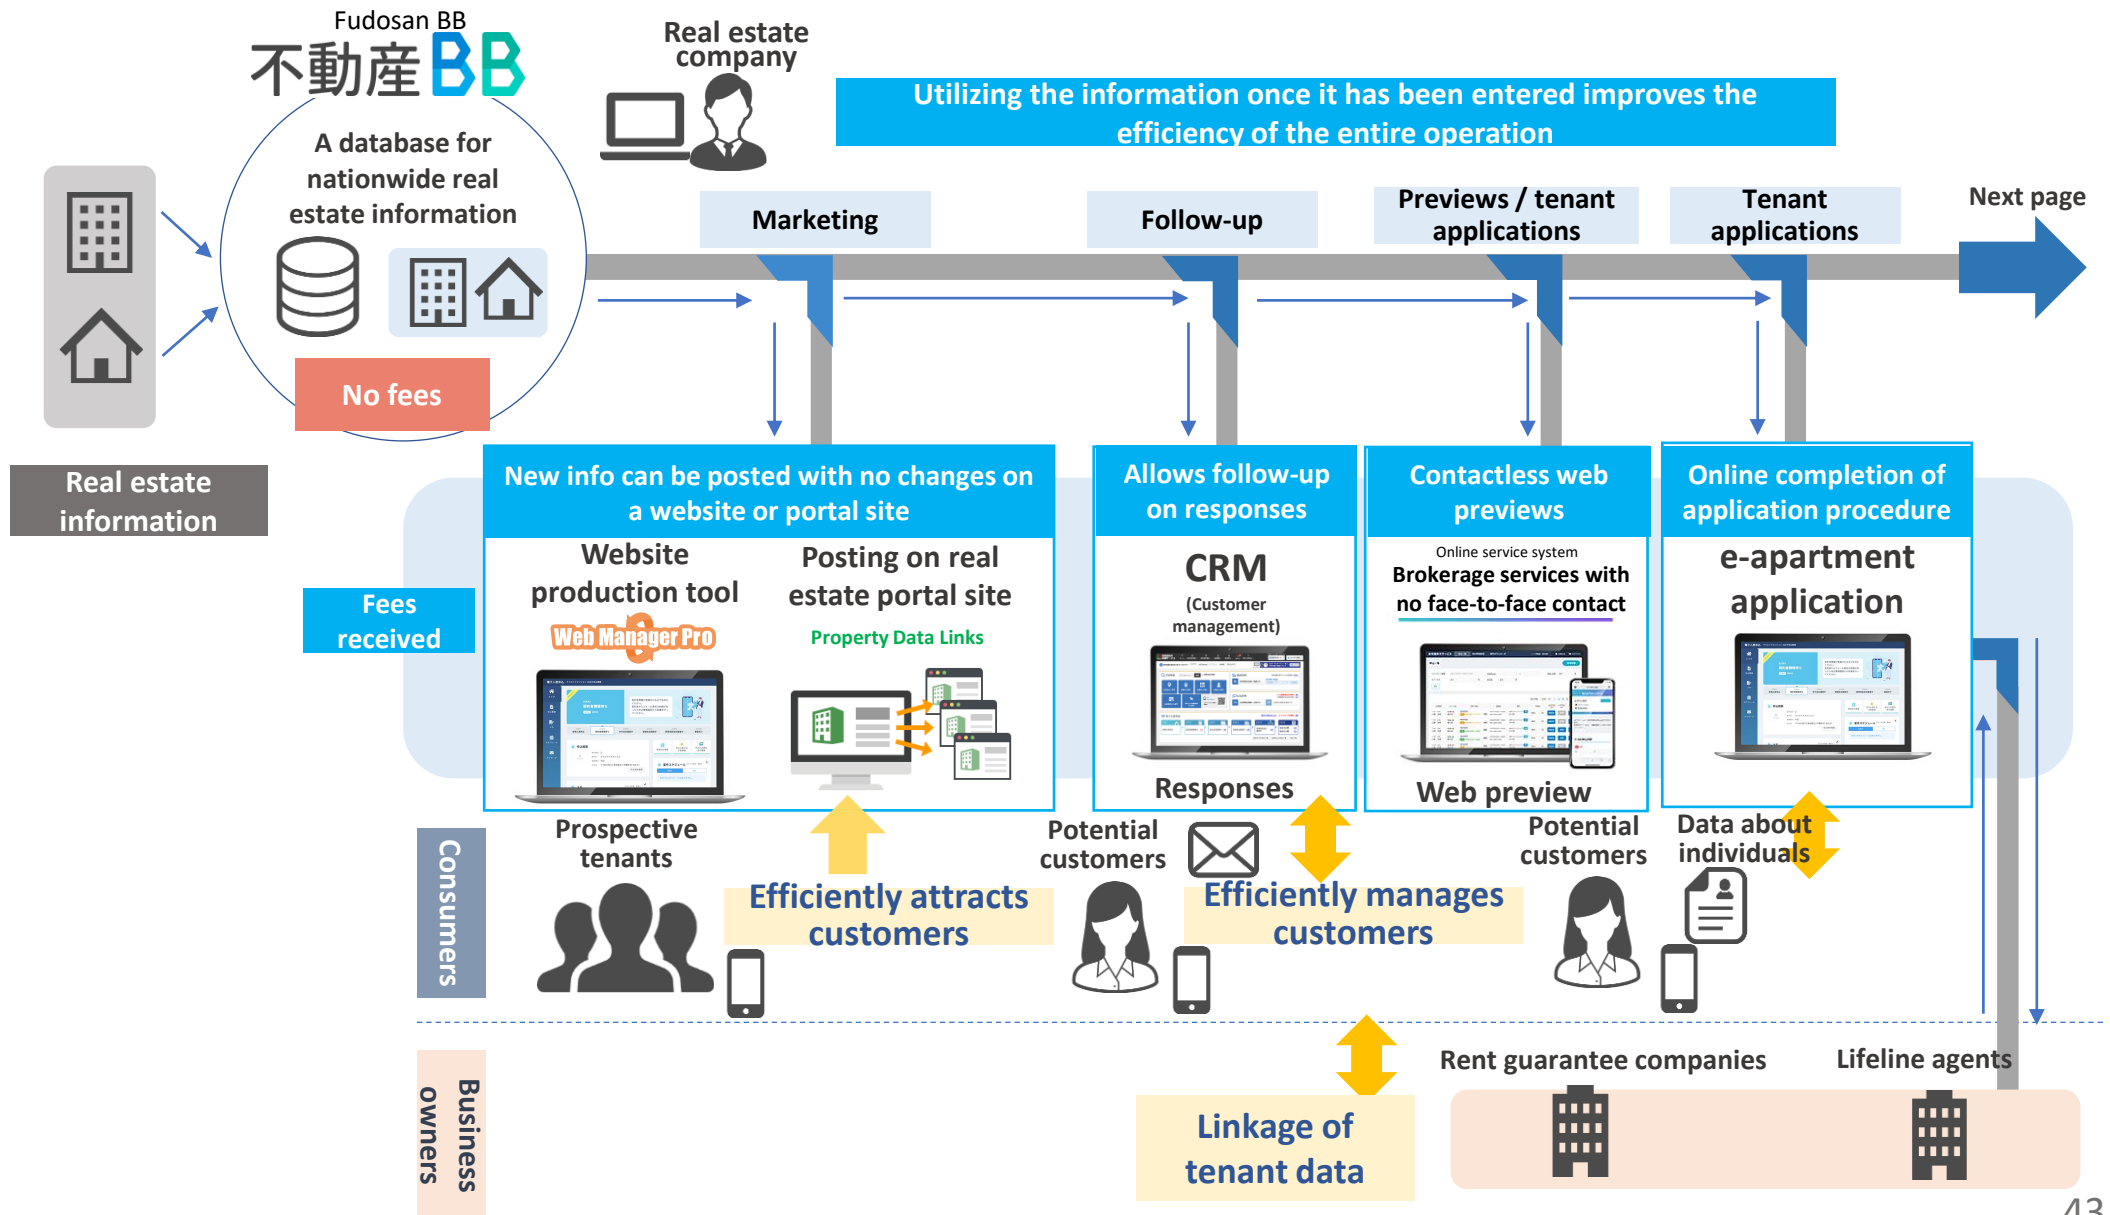 Fudosan BB
不動産BB
Real estate
company
Utilizing the information once it has been entered improves the
efficiency of the entire operation
A database for
nationwide real
estate information
No fees
Real estate
information
Marketing
Follow-up
Previews / tenant
applications
Tenant
applications
Next page
New info can be posted with no changes on
a website or portal site
Allows follow-up
on responses
Contactless web
previews
Online completion of
application procedure
Fees
received
Website
production tool
Web Manager Pro
Posting on real
estate portal site
Property Data Links
CRM
(Customer
management)
Responses
Online service system
Brokerage services with
no face-to-face contact
Web preview
e-apartment
application
Consumers
Prospective
tenants
Efficiently attracts
customers
Potential
customers
Efficiently manages
customers
Potential
customers
Data about
individuals
Business
owners
Linkage of
tenant data
Rent guarantee companies
Lifeline agents
43